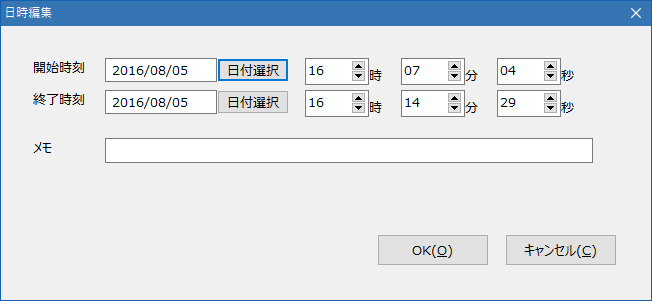 日時編集
開始時刻 2016/08/05 日付選択 16 時 07 分 04 秒
終了時刻 2016/08/05 日付選択 16 時 14 分 29 秒
メモ
OK(O) キャンセル(C)